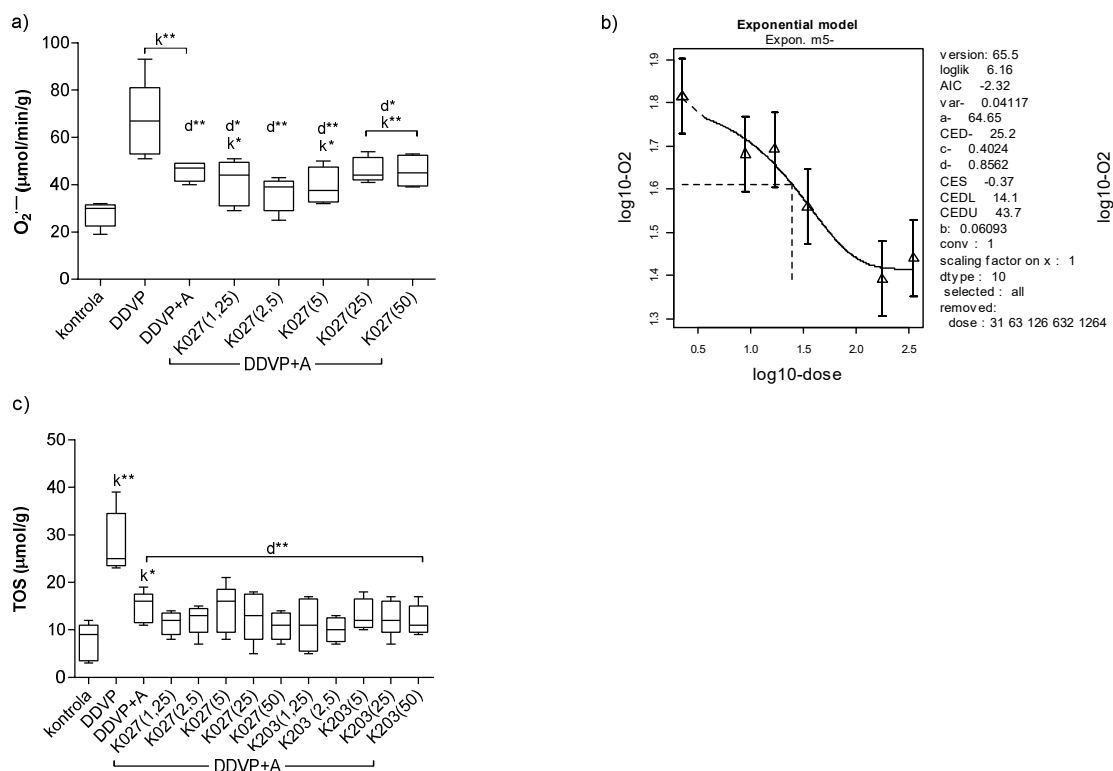 a)
k**
O2·— (µmol/min/g)
100
80
60
40
20
0
d**
d*
k*
d**
d**
k*
d*
k**
kontrola
DDVP
DDVP+A
K027(1,25)
K027(2,5)
K027(5)
K027(25)
K027(50)
DDVP+A
b)
Exponential model
Expon. m5-
log10-O2
1.9
1.8
1.7
1.6
1.5
1.4
1.3
0.5 1.0 1.5 2.0 2.5
log10-dose
version: 65.5
loglik 6.16
AIC -2.32
var- 0.04117
a- 64.65
CED- 25.2
c- 0.4024
d- 0.8562
CES -0.37
CEDL 14.1
CEDU 43.7
b: 0.06093
conv : 1
scaling factor on x : 1
dtype : 10
selected : all
removed:
dose : 31 63 126 632 1264
log10-O2
c)
TOS (µmol/g)
50
40
30
20
10
0
k**
k*
d**
kontrola
DDVP
DDVP+A
K027(1,25)
K027(2,5)
K027(5)
K027(25)
K027(50)
K203(1,25)
K203 (2,5)
K203(5)
K203(25)
K203(50)
DDVP+A